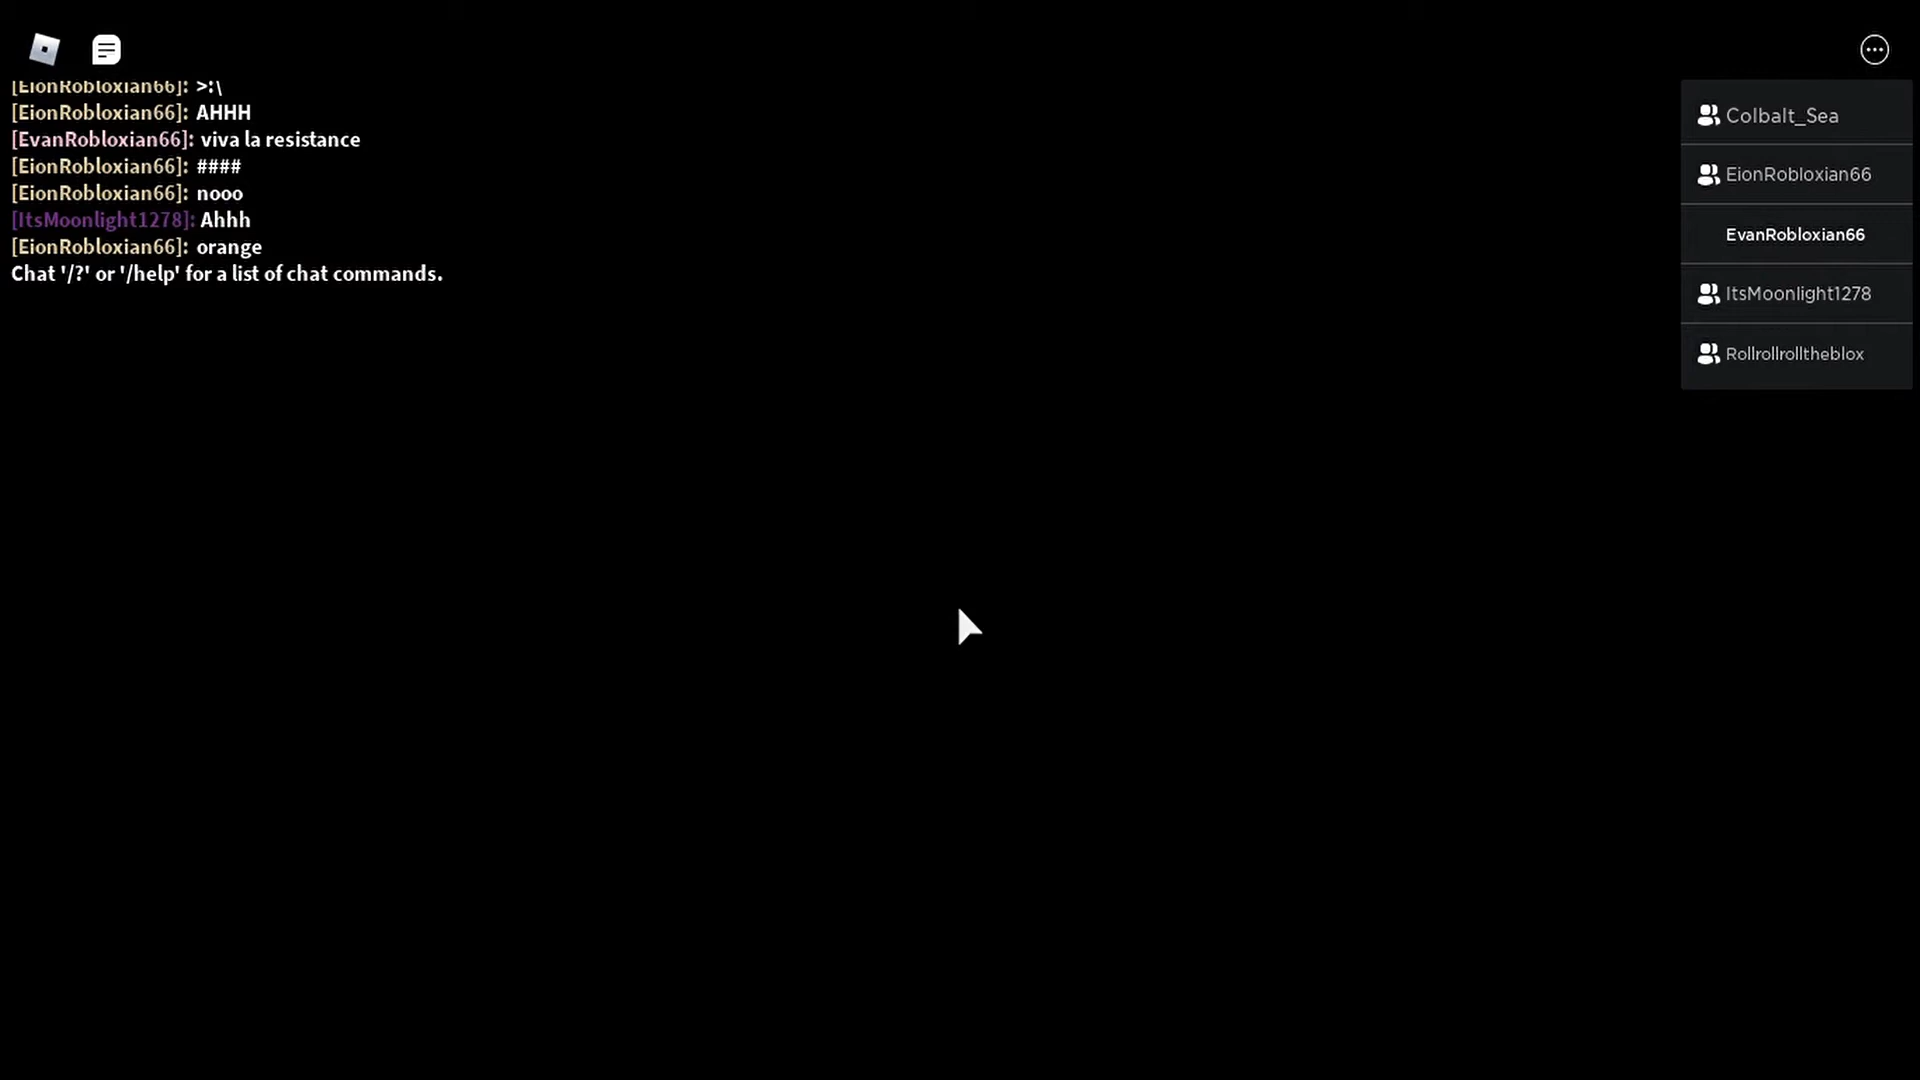 [EionRobloxian66]: >:\
[EionRobloxian66]: AHHH
[EvanRobloxian66]: viva la resistance
[EionRobloxian66]: ####
[EionRobloxian66]: nooo
[ItsMoonlight1278]: Ahhh
[EionRobloxian66]: orange
Chat '/?' or '/help' for a list of chat commands.
Colbalt_Sea
EionRobloxian66
EvanRobloxian66
ItsMoonlight1278
Rollrollrolltheblox